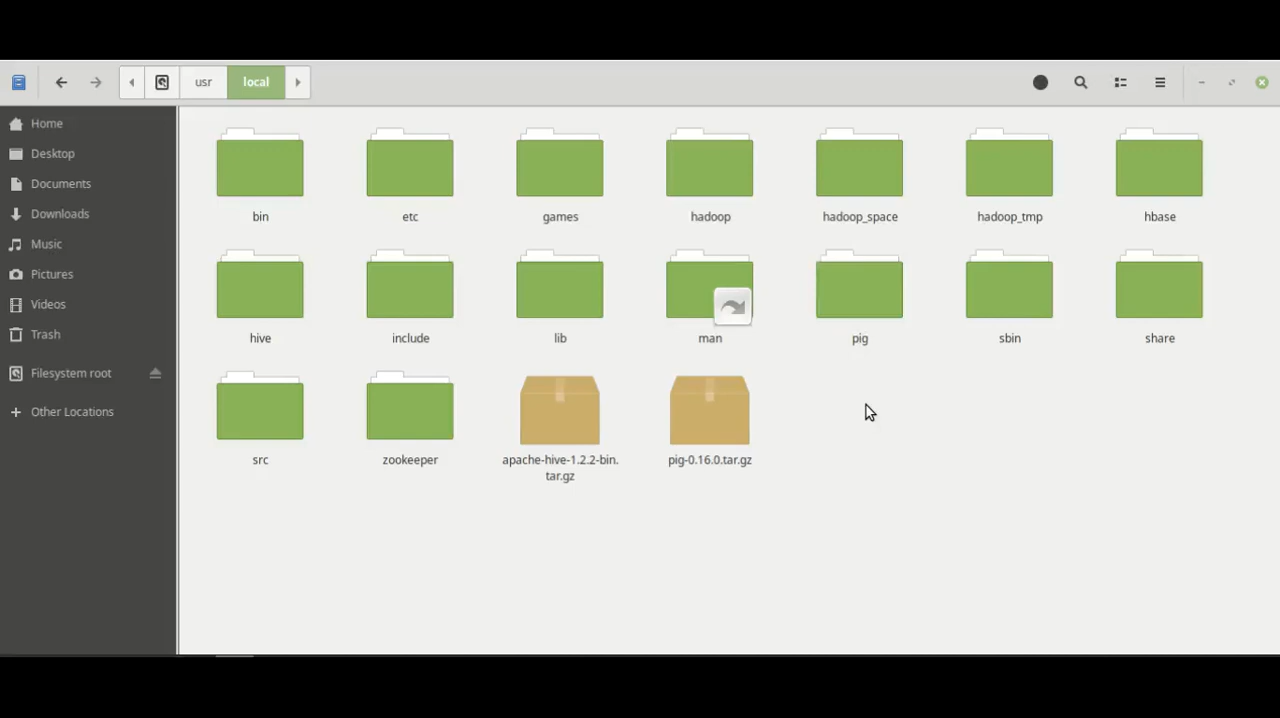 usr
local
Home
Desktop
Documents
Downloads
Music
Pictures
Videos
Trash
Filesystem root
Other Locations
bin
etc
games
hadoop
hadoop_space
hadoop_tmp
hbase
hive
include
lib
man
pig
sbin
share
src
zookeeper
apache-hive-1.2.2-bin.
tar.gz
pig-0.16.0.tar.gz